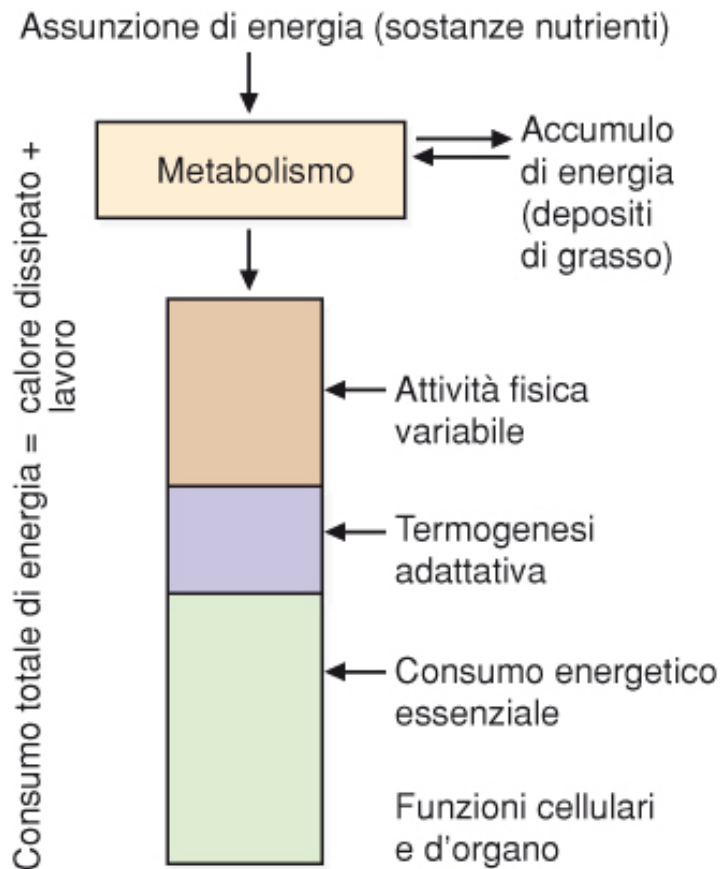 Assunzione di energia (sostanze nutrienti)
Metabolismo
Accumulo
di energia
(depositi
di grasso)
Consumo totale di energia = calore dissipato +
lavoro
Attività fisica
variabile
Termogenesi
adattativa
Consumo energetico
essenziale
Funzioni cellulari
e d'organo